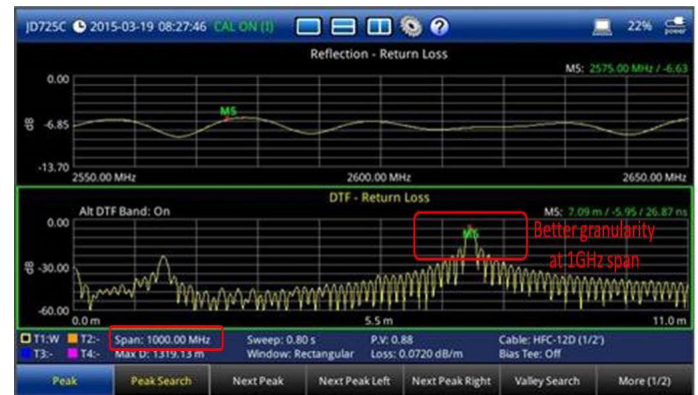 JD725C 2015-03-19 08:27:46 CAL ON (I) ? 22% power
Reflection - Return Loss
M5: 2575.00 MHz / -6.63
0.00
M5
dB -6.85
-13.70
2550.00 MHz 2600.00 MHz 2650.00 MHz
DTF - Return Loss
Alt DTF Band: On M5: 7.09 m / -5.95 / 26.87 ns
0.00
M5
Better granularity
at 1GHz span
dB -30.00
-60.00
0.0 m 5.5 m 11.0 m
T1:W T2:- Span: 1000.00 MHz Sweep: 0.80 s P.V: 0.88 Cable: HFC-12D (1/2')
T3:- T4:- Max D: 1319.13 m Window: Rectangular Loss: 0.0720 dB/m Bias Tee: Off
Peak Peak Search Next Peak Next Peak Left Next Peak Right Valley Search More (1/2)